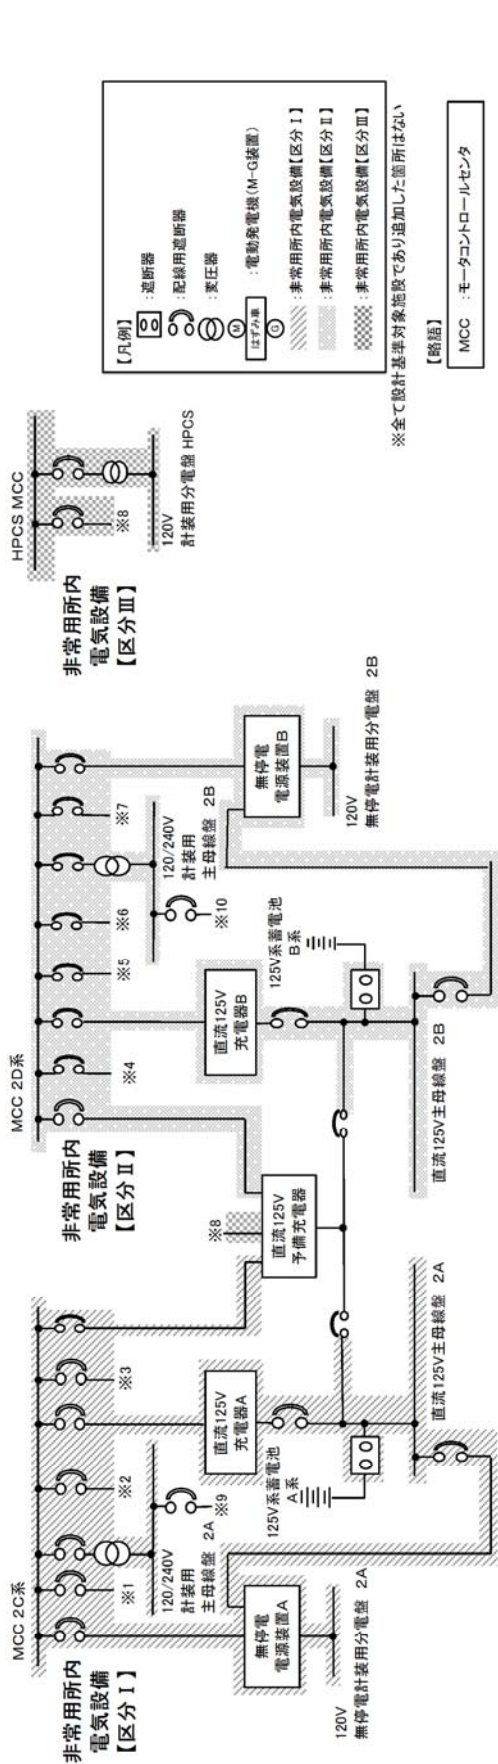 非常用所内
電気設備
【区分Ⅰ】
MCC 2C系
※1
※2
※3
120/240V
計装用
主母線盤 2A
※9
無停電
電源装置A
120V
無停電計装用分電盤 2A
直流125V
充電器A
125V系蓄電池
A系
直流125V主母線盤 2A
※8
直流125V
予備充電器
非常用所内
電気設備
【区分Ⅱ】
MCC 2D系
※4
※5
※6
※7
直流125V
充電器B
125V系蓄電池
B系
直流125V主母線盤 2B
120/240V
計装用
主母線盤 2B
※10
無停電
電源装置B
120V
無停電計装用分電盤 2B
非常用所内
電気設備
【区分Ⅲ】
HPCS MCC
※8
120V
計装用分電盤 HPCS
【凡例】
:遮断器
:配線用遮断器
:変圧器
M
はずみ車
G
:電動発電機(M-G装置)
:非常用所内電気設備【区分Ⅰ】
:非常用所内電気設備【区分Ⅱ】
:非常用所内電気設備【区分Ⅲ】
※全て設計基準対象施設であり追加した箇所はない
【略語】
MCC :モータコントロールセンタ